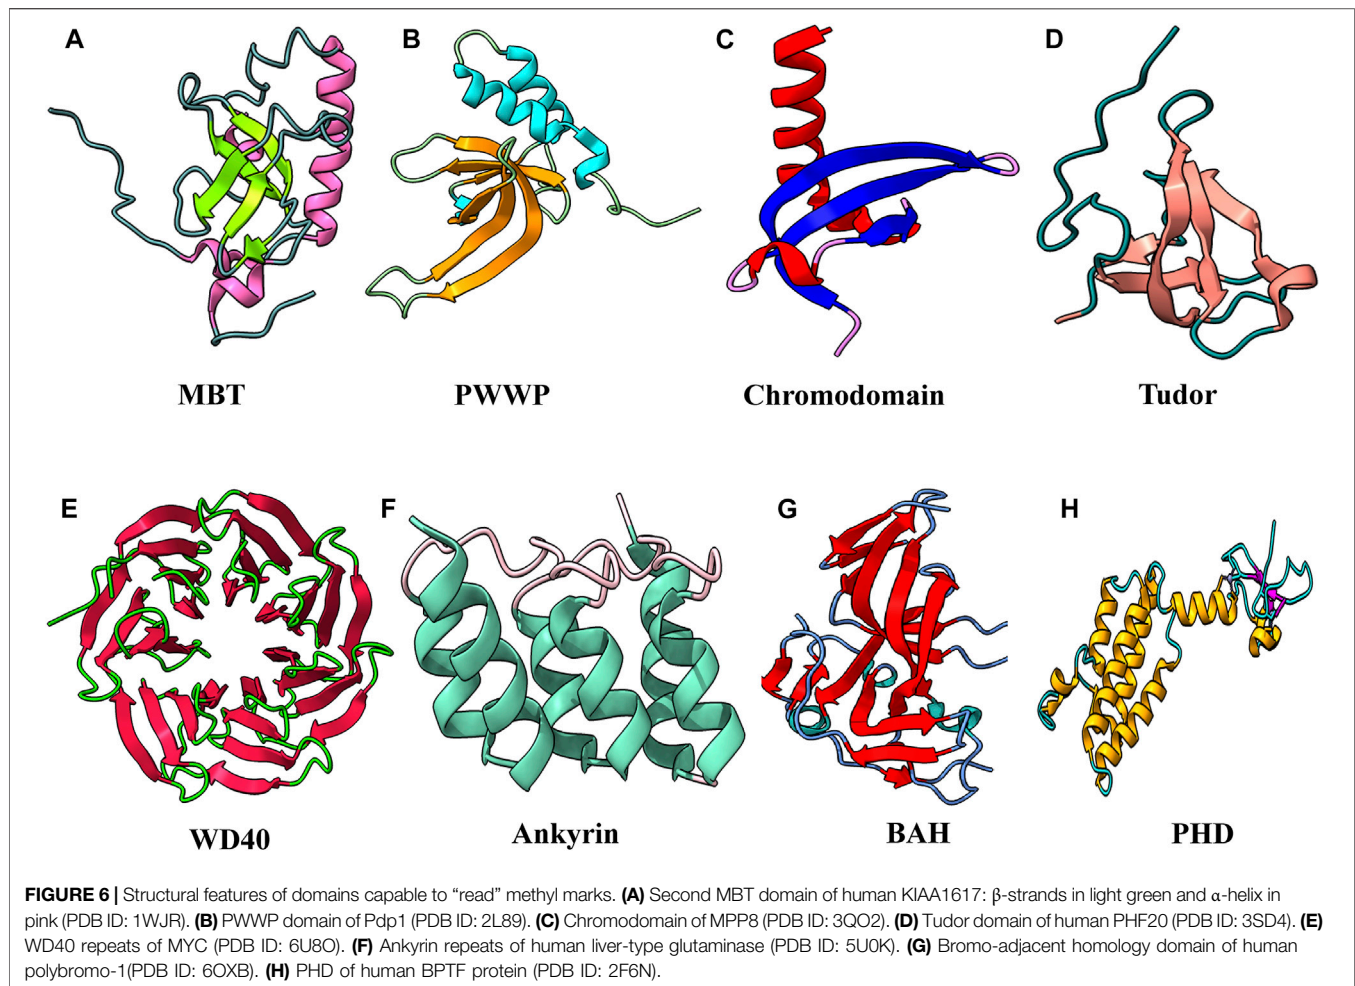 A
B
C
D
MBT
PWWP
Chromodomain
Tudor
E
F
G
H
WD40
Ankyrin
BAH
PHD
FIGURE 6 | Structural features of domains capable to “read” methyl marks. (A) Second MBT domain of human KIAA1617: β-strands in light green and α-helix in
pink (PDB ID: 1WJR). (B) PWWP domain of Pdp1 (PDB ID: 2L89). (C) Chromodomain of MPP8 (PDB ID: 3QO2). (D) Tudor domain of human PHF20 (PDB ID: 3SD4). (E)
WD40 repeats of MYC (PDB ID: 6U8O). (F) Ankyrin repeats of human liver-type glutaminase (PDB ID: 5U0K). (G) Bromo-adjacent homology domain of human
polybromo-1(PDB ID: 6OXB). (H) PHD of human BPTF protein (PDB ID: 2F6N).